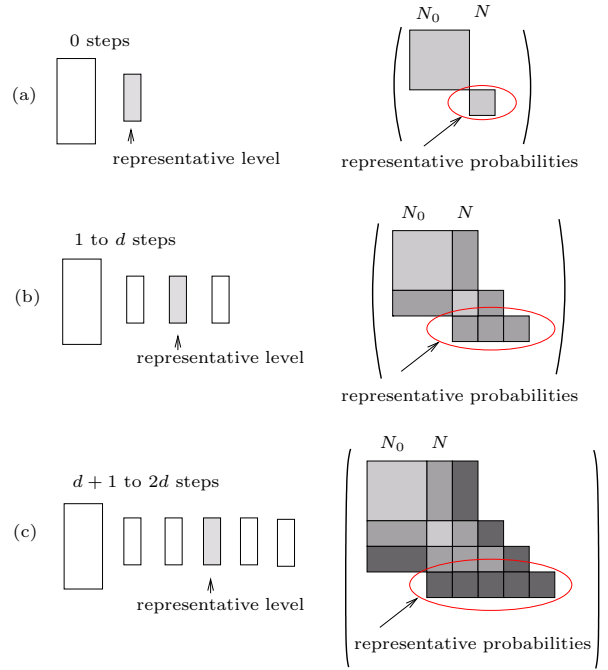 0 steps
N₀ N
(a)
representative level
representative probabilities
1 to d steps
N₀ N
(b)
representative level
representative probabilities
d + 1 to 2d steps
N₀ N
(c)
representative level
representative probabilities